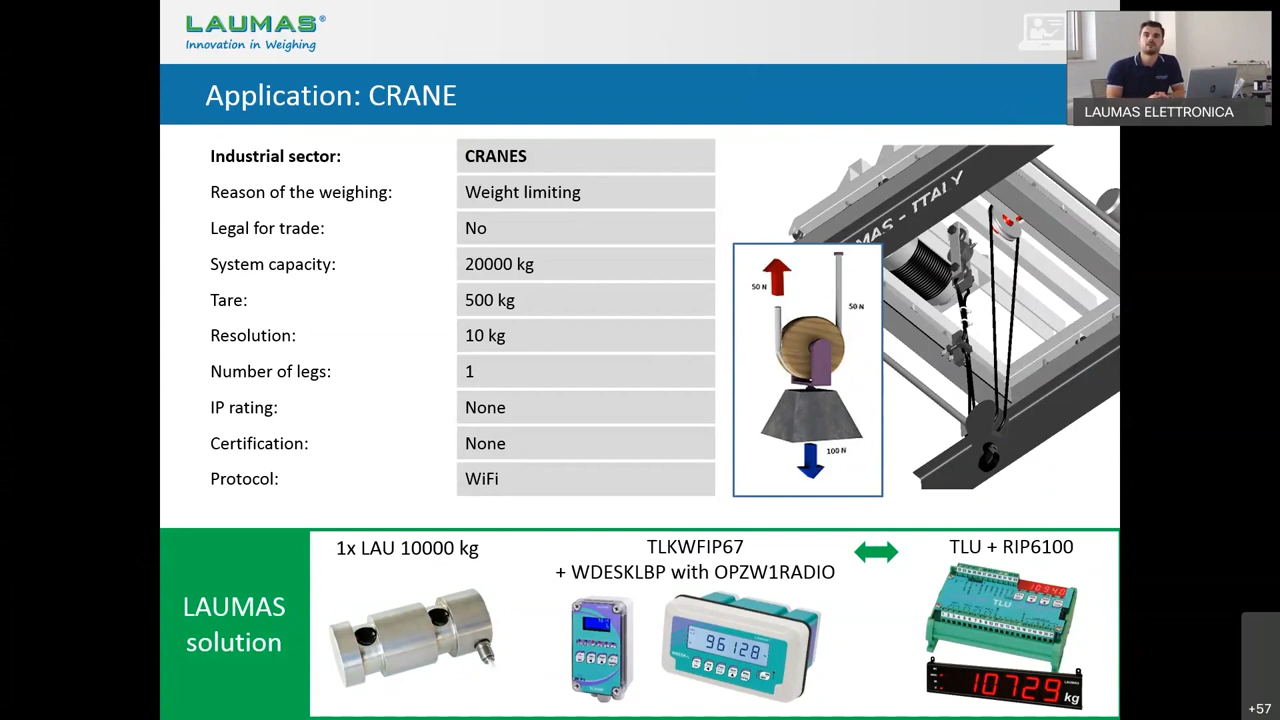 LAUMAS®
Innovation in Weighing
LAUMAS ELETTRONICA
Application: CRANE
Industrial sector: CRANES
Reason of the weighing: Weight limiting
Legal for trade: No
System capacity: 20000 kg
Tare: 500 kg
Resolution: 10 kg
Number of legs: 1
IP rating: None
Certification: None
Protocol: WiFi
MAS - ITALY
50 N
50 N
100 N
LAUMAS
solution
1x LAU 10000 kg
TLKWFIP67
+ WDESKLBP with OPZW1RADIO
TLU + RIP6100
96128
10940
TLU
10729 kg
+57